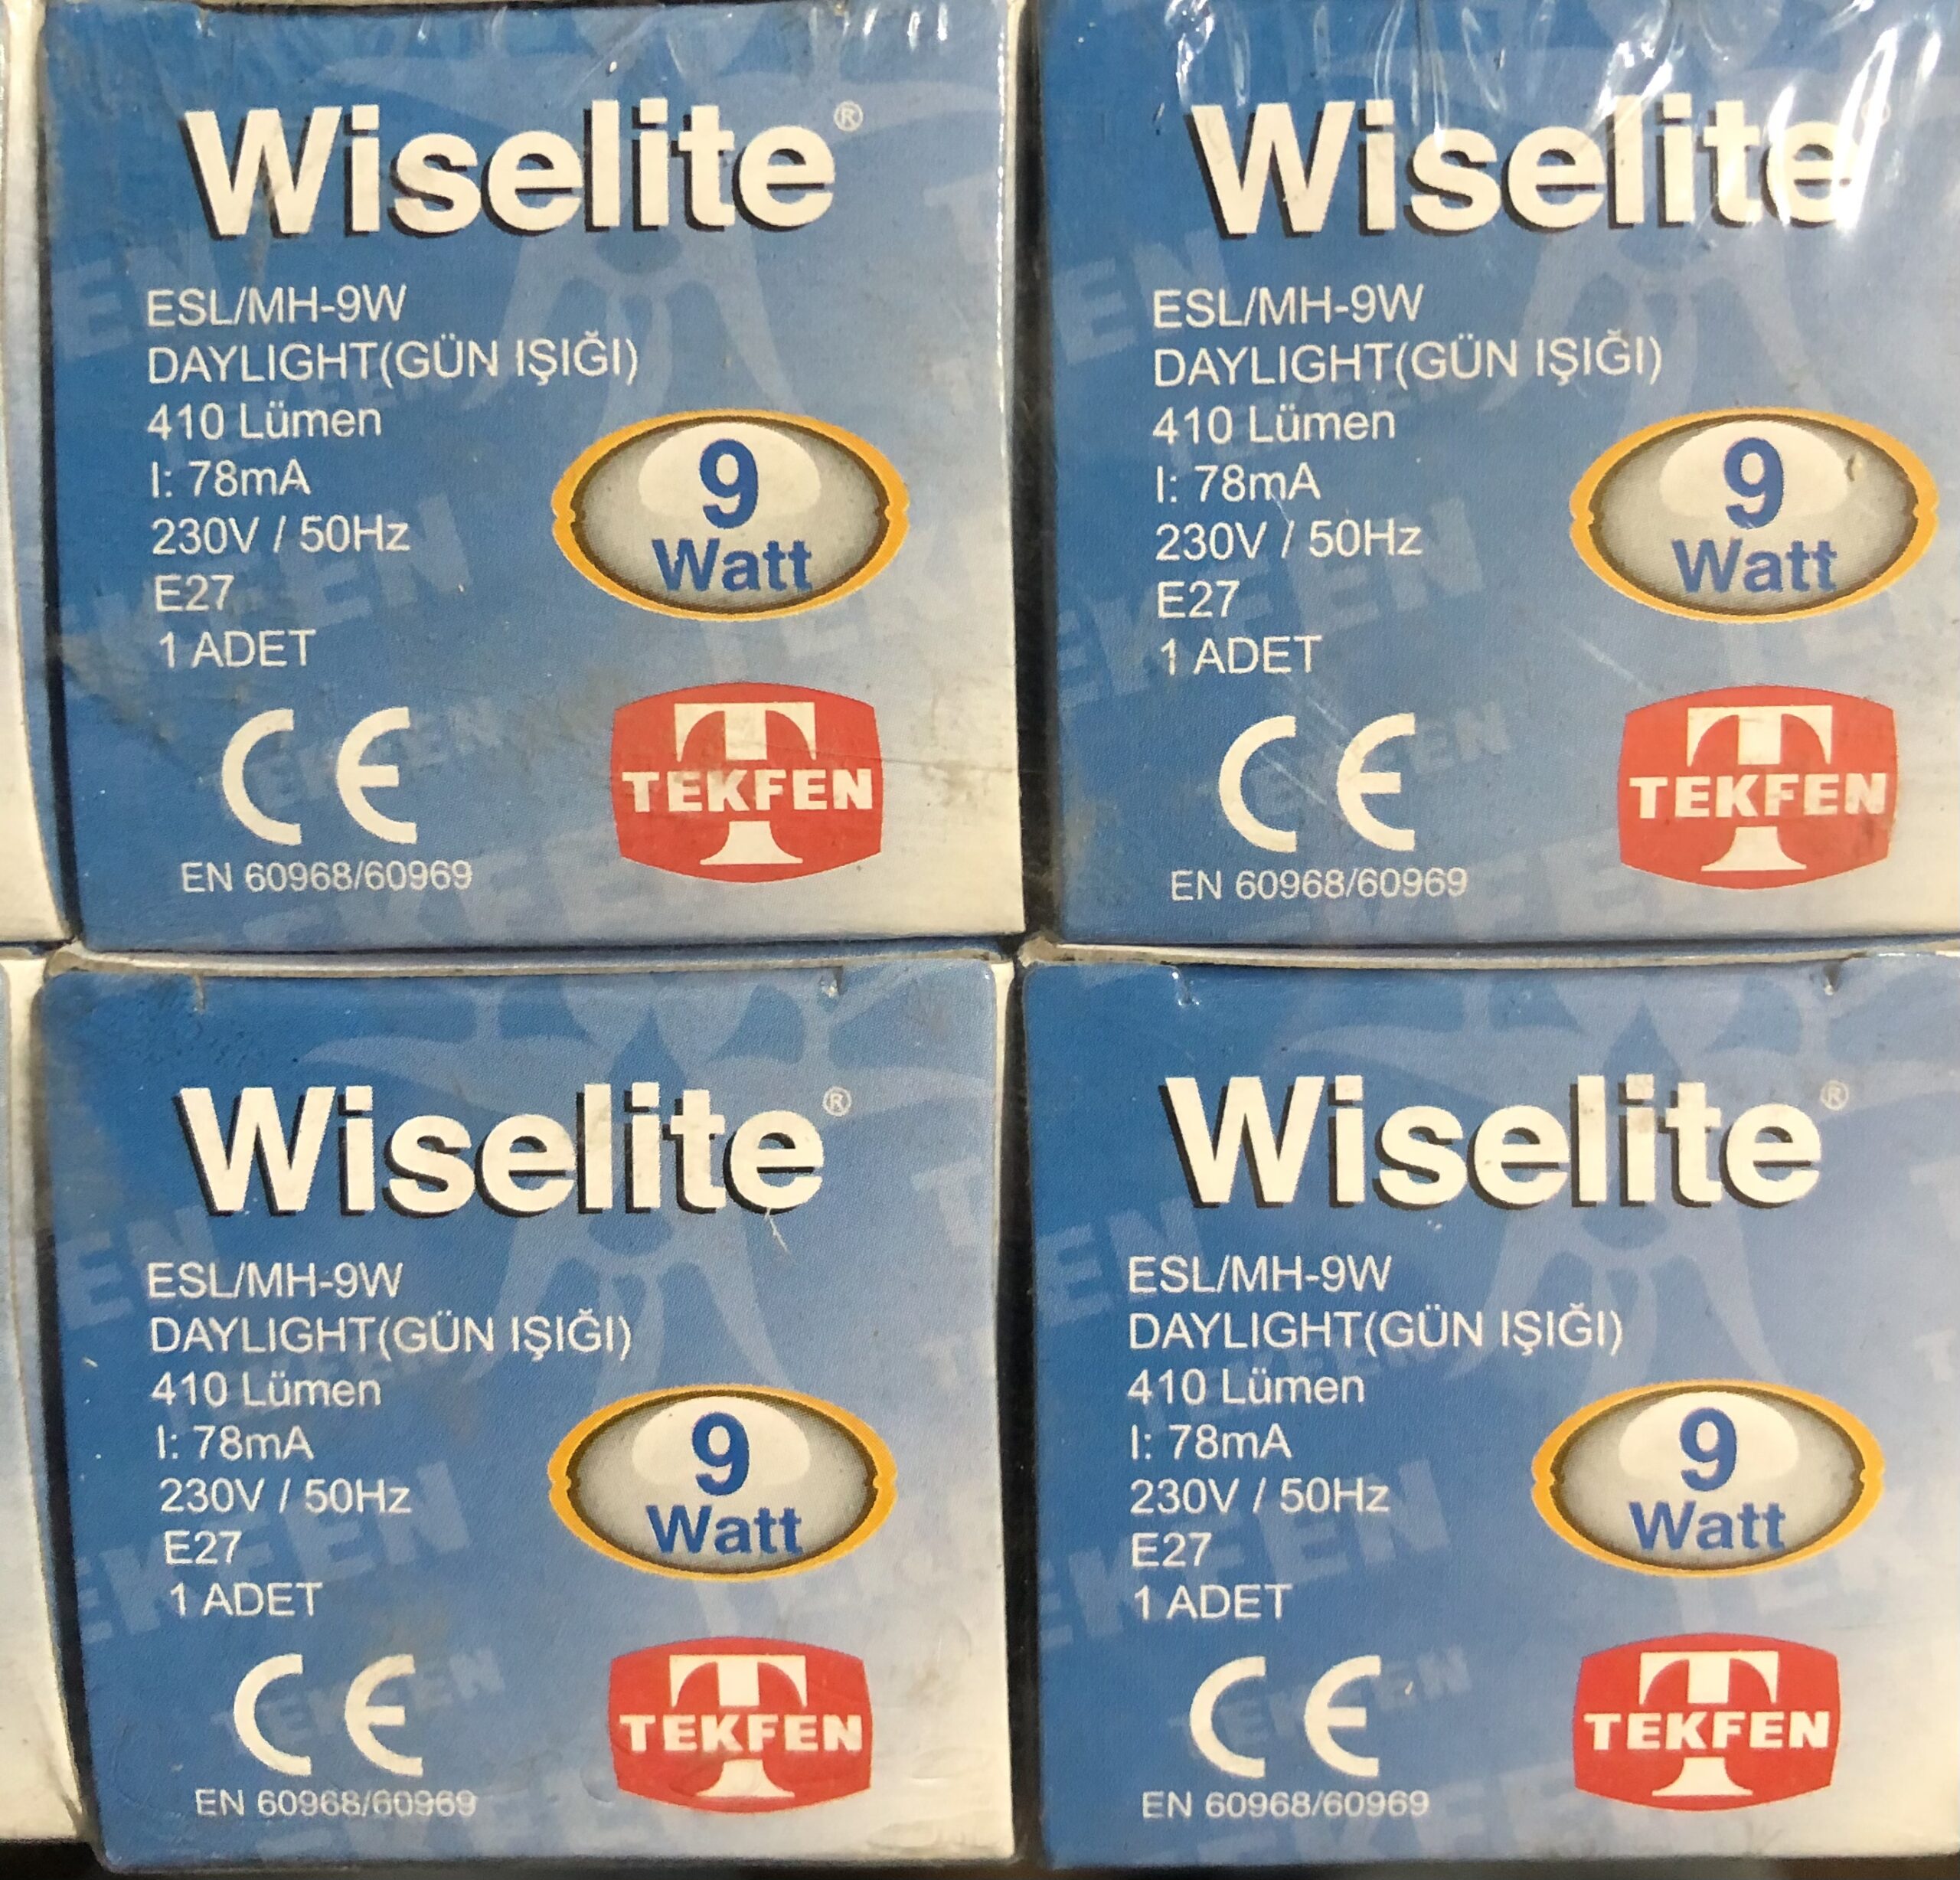 Wiselite®
ESL/MH-9W
DAYLIGHT(GÜN IŞIĞI)
410 Lümen
I: 78mA
230V / 50Hz
E27
1 ADET
9
Watt
CE
EN 60968/60969
T
TEKFEN
Wiselite®
ESL/MH-9W
DAYLIGHT(GÜN IŞIĞI)
410 Lümen
I: 78mA
230V / 50Hz
E27
1 ADET
9
Watt
CE
EN 60968/60969
T
TEKFEN
Wiselite®
ESL/MH-9W
DAYLIGHT(GÜN IŞIĞI)
410 Lümen
I: 78mA
230V / 50Hz
E27
1 ADET
9
Watt
CE
EN 60968/60969
T
TEKFEN
Wiselite®
ESL/MH-9W
DAYLIGHT(GÜN IŞIĞI)
410 Lümen
I: 78mA
230V / 50Hz
E27
1 ADET
9
Watt
CE
EN 60968/60969
T
TEKFEN